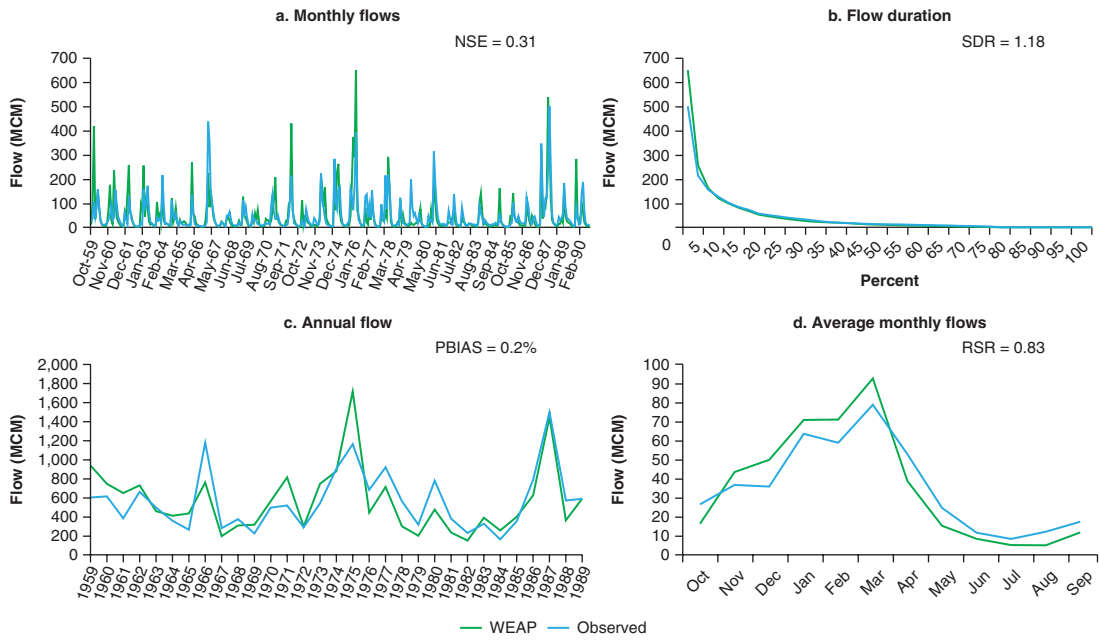 a. Monthly flows
NSE = 0.31
Flow (MCM)
700
600
500
400
300
200
100
0
Oct-59
Nov-60
Dec-61
Jan-63
Feb-64
Mar-65
Apr-66
May-67
Jun-68
Jul-69
Aug-70
Sep-71
Oct-72
Nov-73
Dec-74
Jan-76
Feb-77
Mar-78
Apr-79
May-80
Jun-81
Jul-82
Aug-83
Sep-84
Oct-85
Nov-86
Dec-87
Jan-89
Feb-90
b. Flow duration
SDR = 1.18
Flow (MCM)
700
600
500
400
300
200
100
0
5
10
15
20
25
30
35
40
45
50
55
60
65
70
75
80
85
90
95
100
Percent
c. Annual flow
PBIAS = 0.2%
Flow (MCM)
2,000
1,800
1,600
1,400
1,200
1,000
800
600
400
200
0
1959
1960
1961
1962
1963
1964
1965
1966
1967
1968
1969
1970
1971
1972
1973
1974
1975
1976
1977
1978
1979
1980
1981
1982
1983
1984
1985
1986
1987
1988
1989
d. Average monthly flows
RSR = 0.83
Flow (MCM)
100
90
80
70
60
50
40
30
20
10
0
Oct
Nov
Dec
Jan
Feb
Mar
Apr
May
Jun
Jul
Aug
Sep
WEAP
Observed